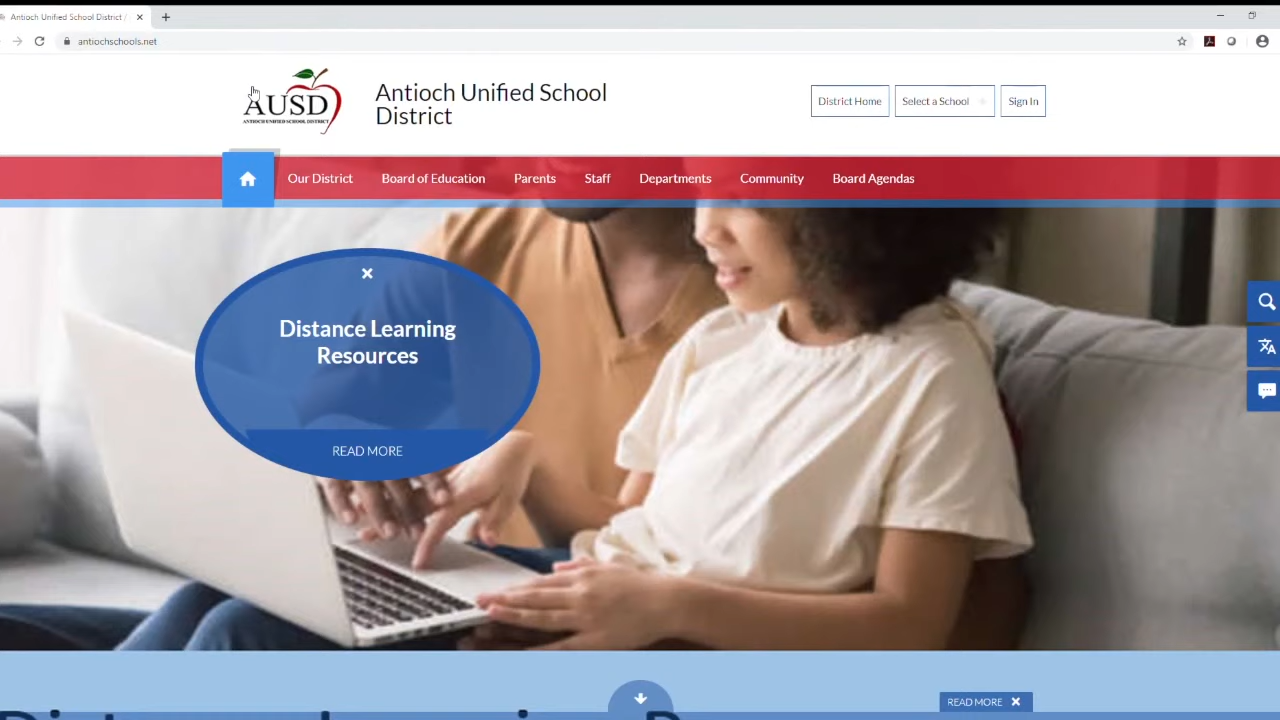 Antioch Unified School District /
antiochschools.net
AUSD
ANTIOCH UNIFIED SCHOOL DISTRICT
Antioch Unified School
District
District Home
Select a School
Sign In
Our District
Board of Education
Parents
Staff
Departments
Community
Board Agendas
Distance Learning
Resources
READ MORE
READ MORE
Distance Learning